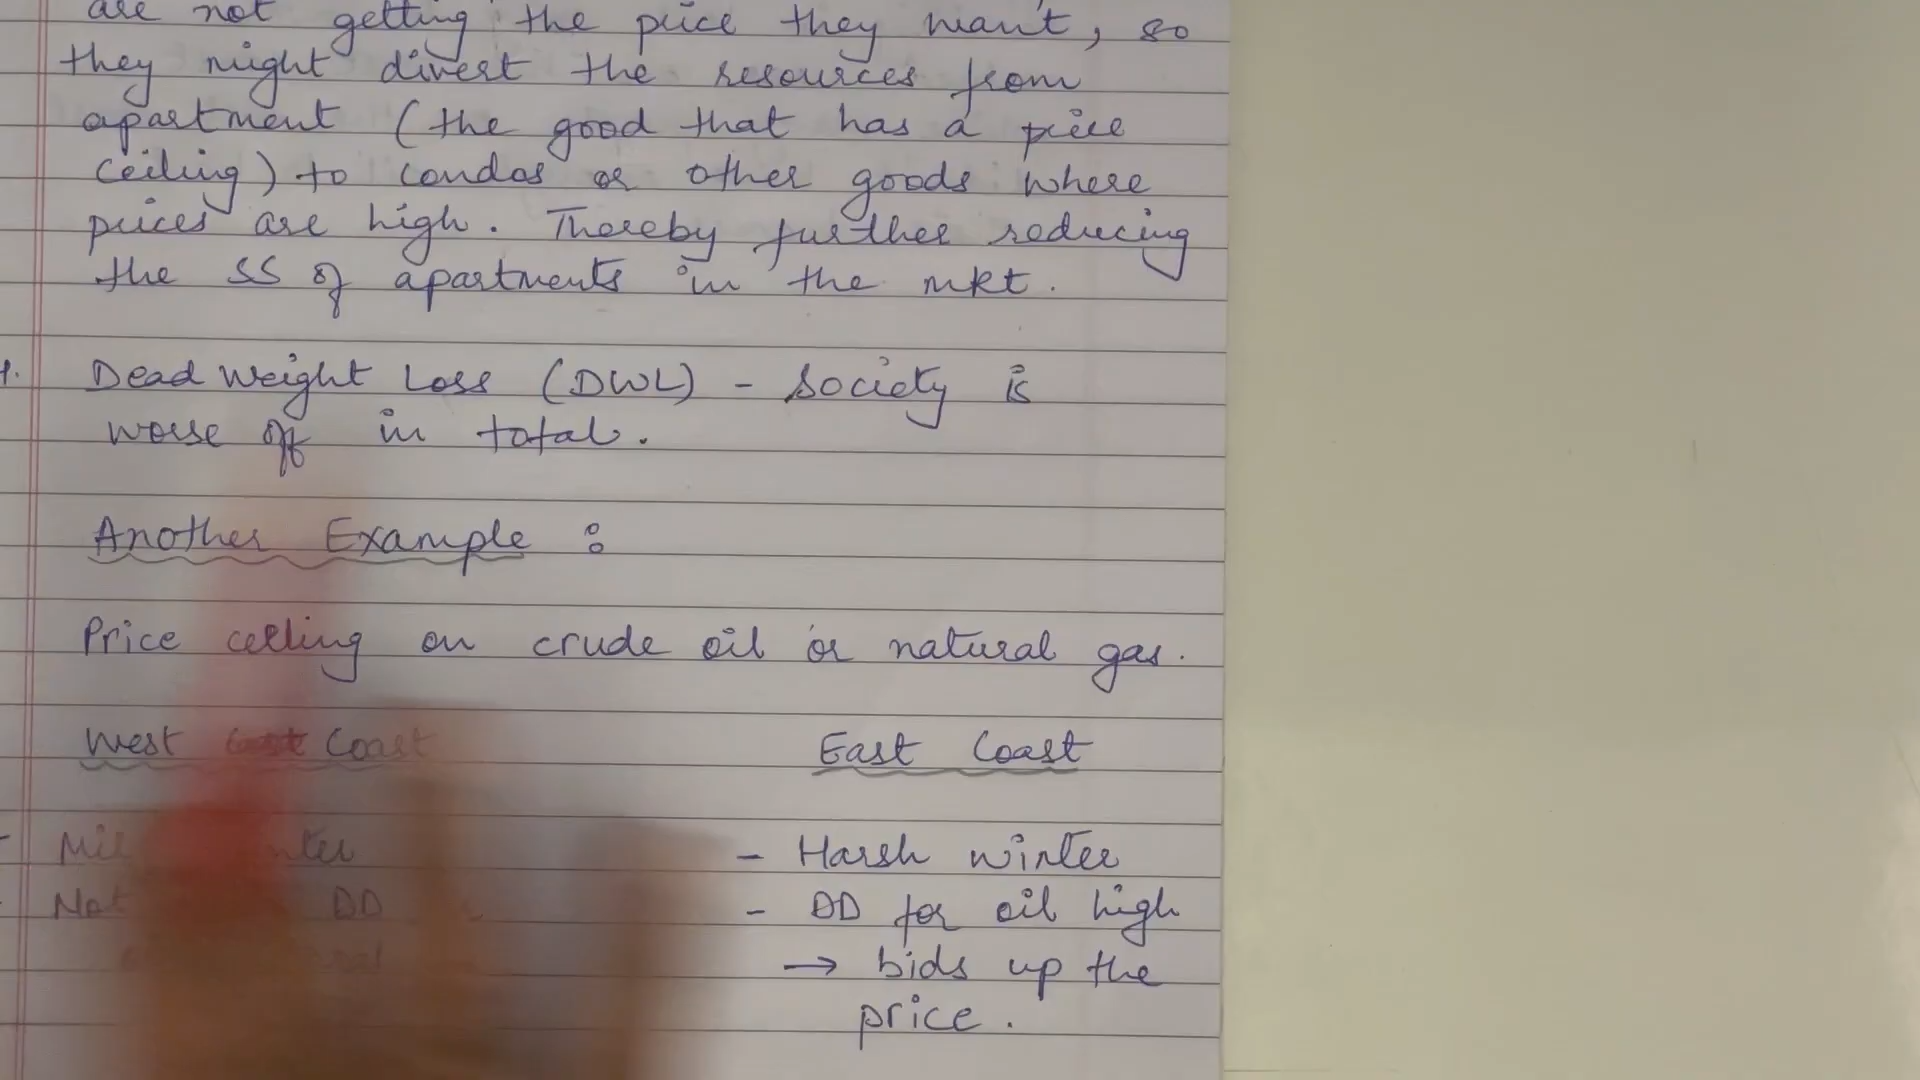 are not getting the price they want, so
they might divert the resources from
apartment (the good that has a price
ceiling) to condos or other goods where
prices are high. Thereby further reducing
the SS of apartments in the mkt.
Dead Weight Loss (DWL) - Society is
worse off in total.
Another Example :
Price ceiling on crude oil or natural gas.
West Coast
East Coast
- Harsh winter
DD
- DD for oil high
→ bids up the
price.